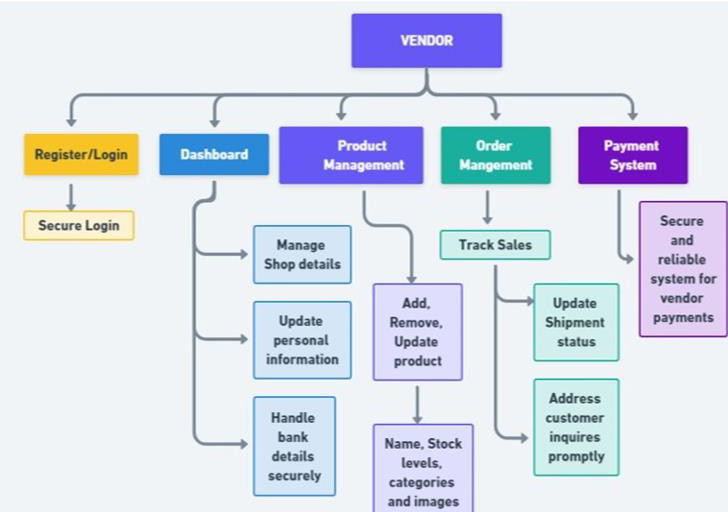 VENDOR
Register/Login
Dashboard
Product
Management
Order
Mangement
Payment
System
Secure Login
Manage
Shop details
Update
personal
information
Handle
bank
details
securely
Add,
Remove,
Update
product
Name, Stock
levels,
categories
and images
Track Sales
Update
Shipment
status
Address
customer
inquires
promptly
Secure
and
reliable
system for
vendor
payments